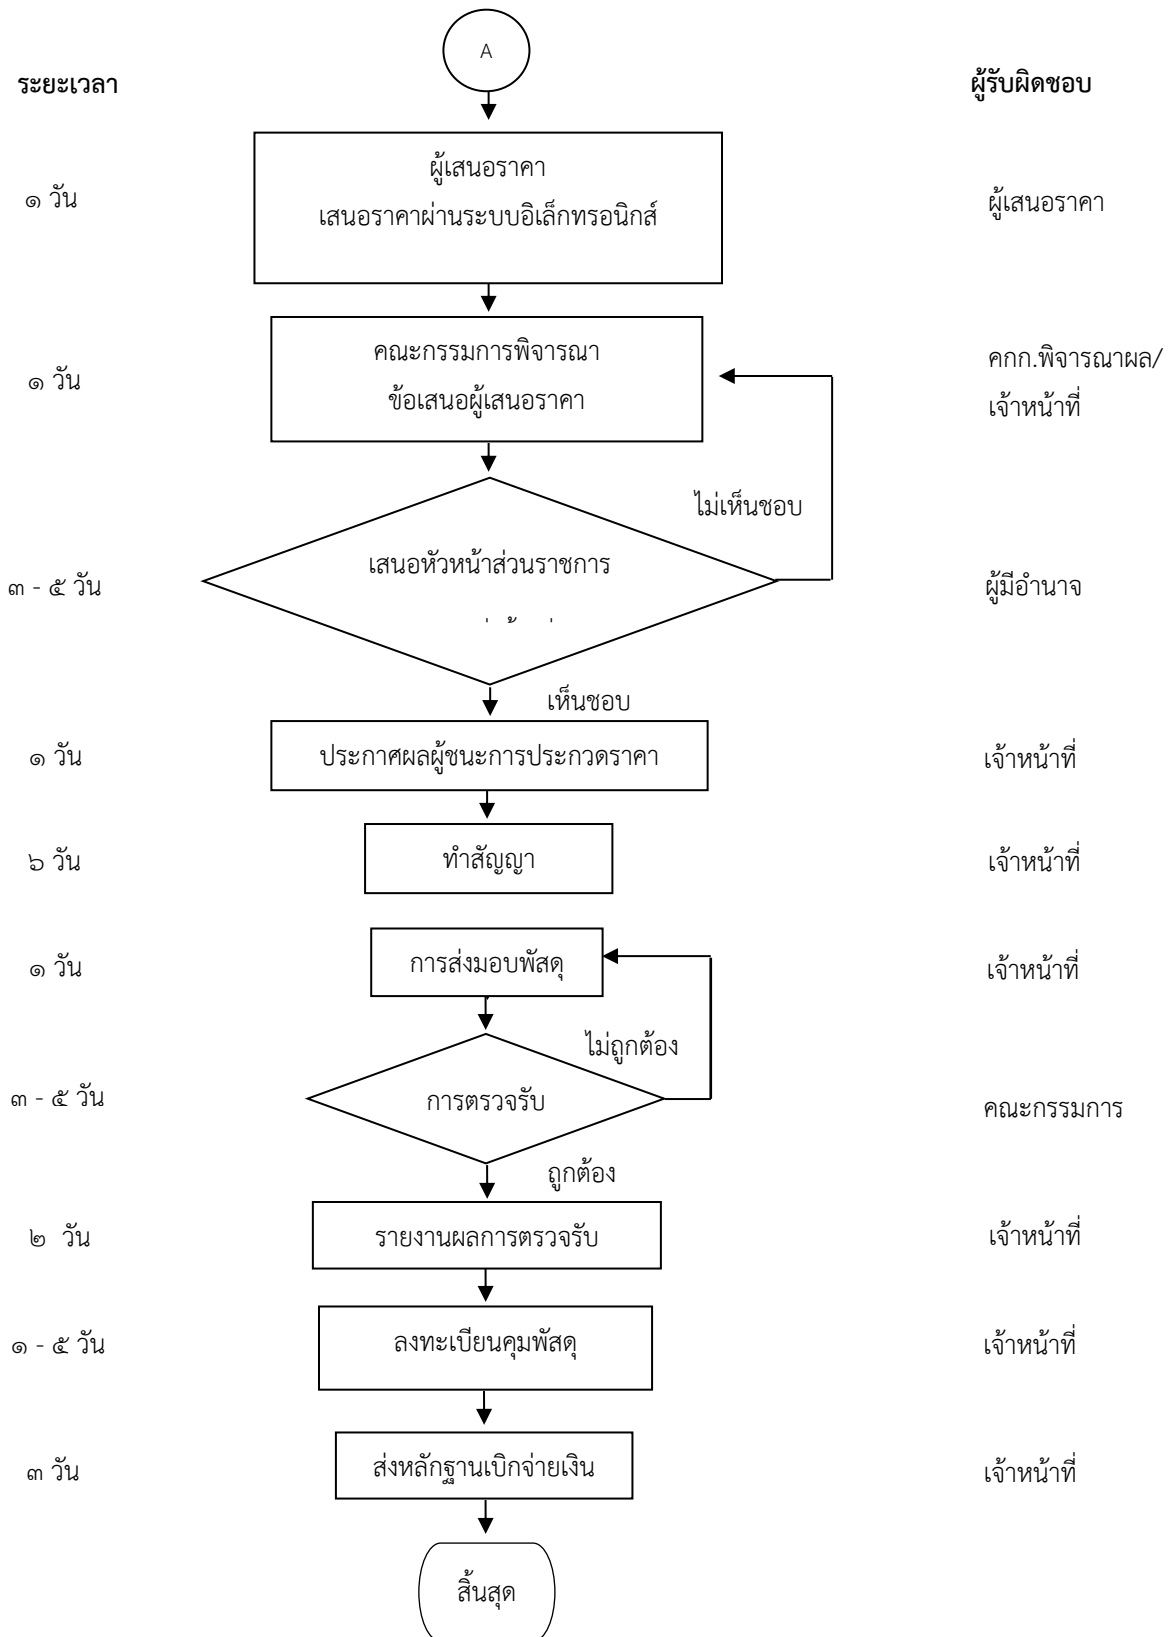 A
ระยะเวลา
ผู้รับผิดชอบ
๑ วัน
ผู้เสนอราคา
เสนอราคาผ่านระบบอิเล็กทรอนิกส์
ผู้เสนอราคา
๑ วัน
คณะกรรมการพิจารณา
ข้อเสนอผู้เสนอราคา
คกก.พิจารณาผล/
เจ้าหน้าที่
ไม่เห็นชอบ
๓ - ๕ วัน
เสนอหัวหน้าส่วนราชการ
ผู้มีอำนาจ
เห็นชอบ
๑ วัน
ประกาศผลผู้ชนะการประกวดราคา
เจ้าหน้าที่
๖ วัน
ทำสัญญา
เจ้าหน้าที่
๑ วัน
การส่งมอบพัสดุ
เจ้าหน้าที่
ไม่ถูกต้อง
๓ - ๕ วัน
การตรวจรับ
คณะกรรมการ
ถูกต้อง
๒ วัน
รายงานผลการตรวจรับ
เจ้าหน้าที่
๑ - ๕ วัน
ลงทะเบียนคุมพัสดุ
เจ้าหน้าที่
๓ วัน
ส่งหลักฐานเบิกจ่ายเงิน
เจ้าหน้าที่
สิ้นสุด